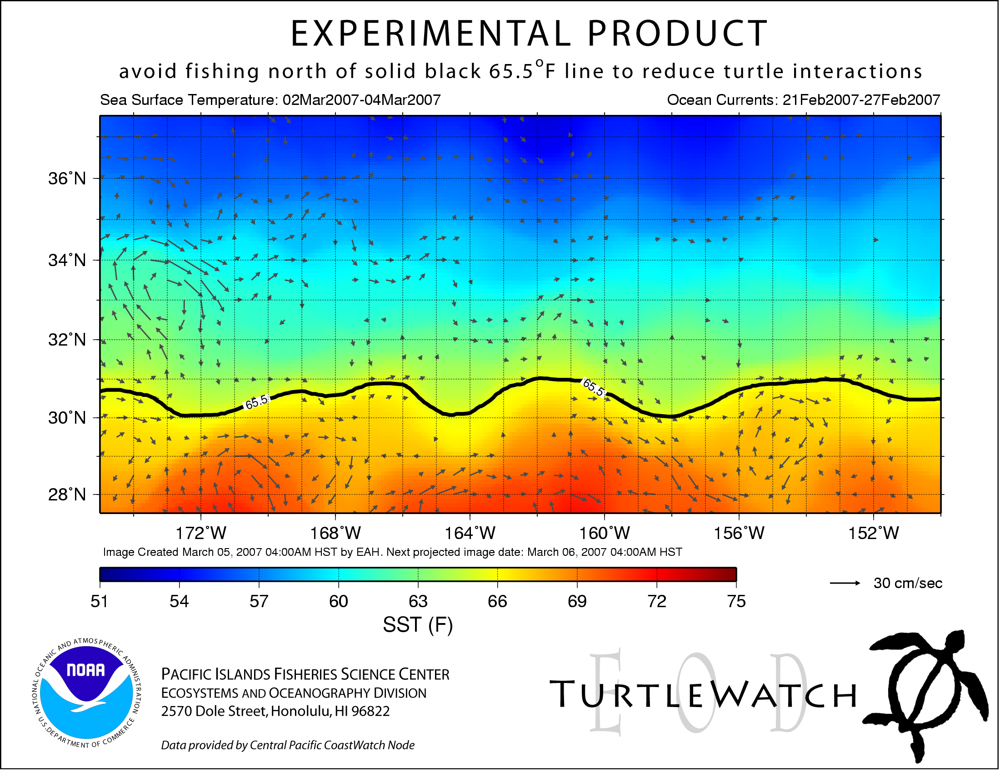 EXPERIMENTAL PRODUCT
avoid fishing north of solid black 65.5°F line to reduce turtle interactions
Sea Surface Temperature: 02Mar2007-04Mar2007
Ocean Currents: 21Feb2007-27Feb2007
36°N
34°N
32°N
30°N
28°N
65.5
65.5
172°W
168°W
164°W
160°W
156°W
152°W
Image Created March 05, 2007 04:00AM HST by EAH. Next projected image date: March 06, 2007 04:00AM HST
51
54
57
60
63
66
69
72
75
SST (F)
30 cm/sec
NATIONAL OCEANIC AND ATMOSPHERIC ADMINISTRATION
NOAA
U.S. DEPARTMENT OF COMMERCE
PACIFIC ISLANDS FISHERIES SCIENCE CENTER
ECOSYSTEMS AND OCEANOGRAPHY DIVISION
2570 Dole Street, Honolulu, HI 96822
Data provided by Central Pacific CoastWatch Node
EOD
TURTLEWATCH